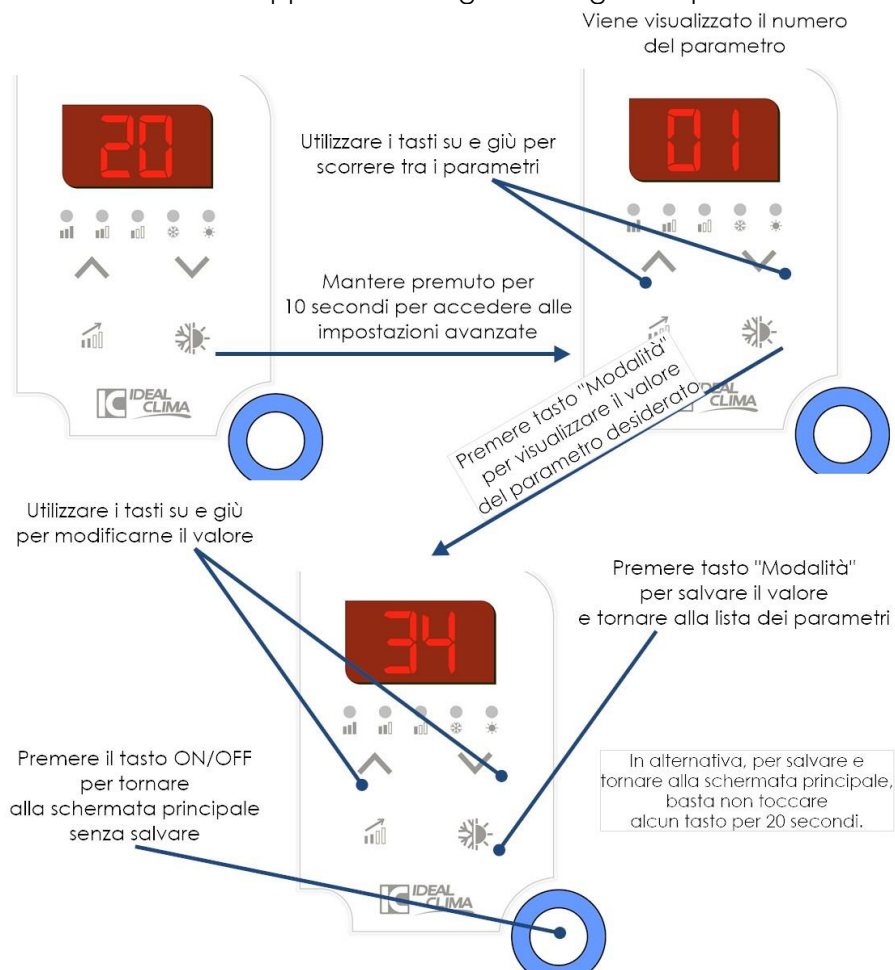 Viene visualizzato il numero
del parametro
20
Utilizzare i tasti su e giù per
scorrere tra i parametri
01
Mantere premuto per
10 secondi per accedere alle
impostazioni avanzate
IC IDEAL
CLIMA
Premere tasto "Modalità"
per visualizzare il valore
del parametro desiderato
DEAL
CLIMA
Utilizzare i tasti su e giù
per modificarne il valore
Premere tasto "Modalità"
per salvare il valore
e tornare alla lista dei parametri
34
Premere il tasto ON/OFF
per tornare
alla schermata principale
senza salvare
In alternativa, per salvare e
tornare alla schermata principale,
basta non toccare
alcun tasto per 20 secondi.
IC IDEAL
CLIMA